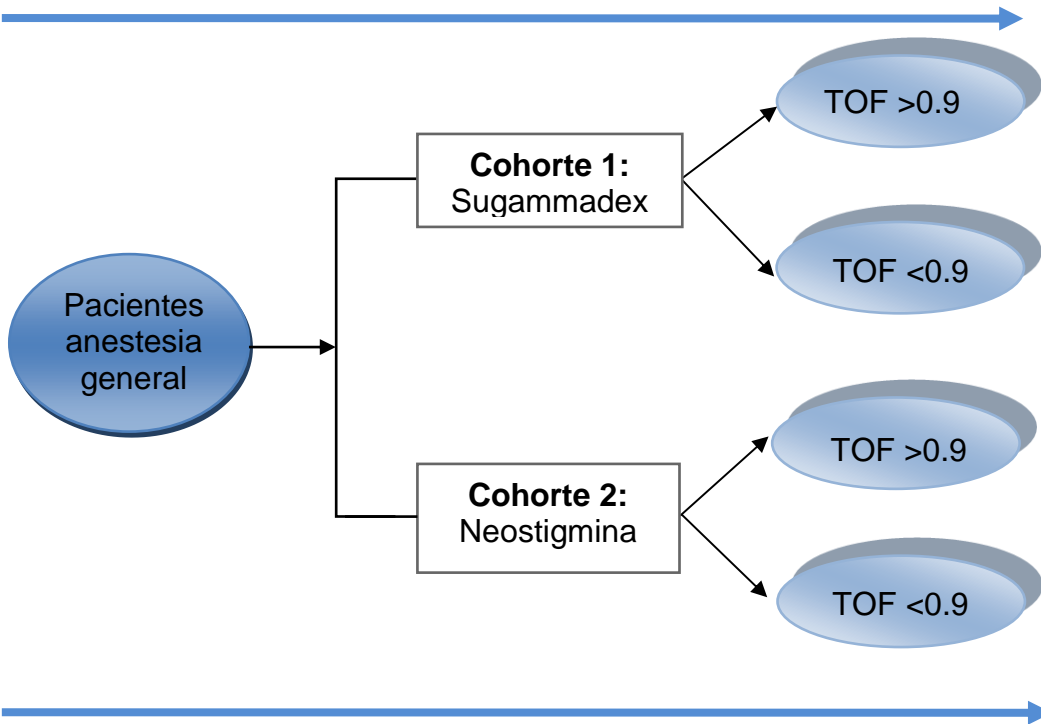 Pacientes
anestesia
general
Cohorte 1:
Sugammadex
TOF >0.9
TOF <0.9
Cohorte 2:
Neostigmina
TOF >0.9
TOF <0.9